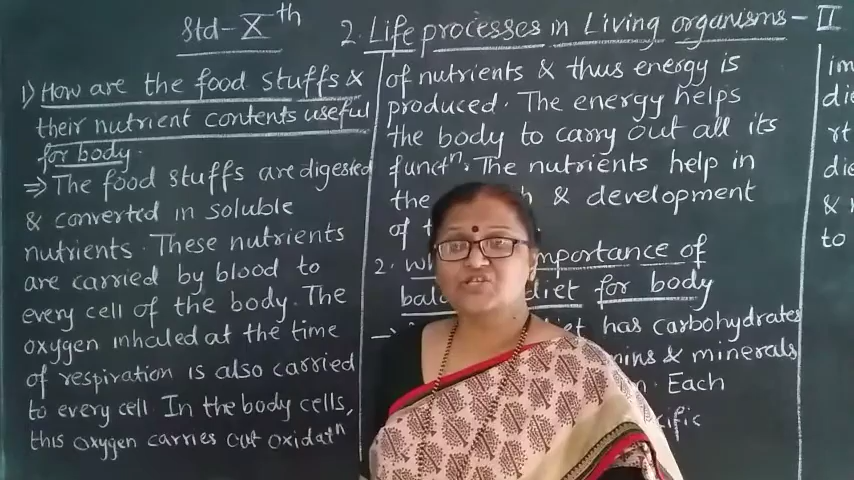 Std-Xth
2. Life processes in Living organisms - II
1) How are the food stuffs &
their nutrient contents useful
for body.
⇒ The food stuffs are digested
& converted in soluble
nutrients. These nutrients
are carried by blood to
every cell of the body. The
oxygen inhaled at the time
of respiration is also carried
to every cell. In the body cells,
this oxygen carries out oxidatn
of nutrients & thus energy is
produced. The energy helps
the body to carry out all its
functn. The nutrients help in
the & development
of
2. importance of
diet for body
→ has carbohydrates
& minerals
Each
die
rt
die
&
to